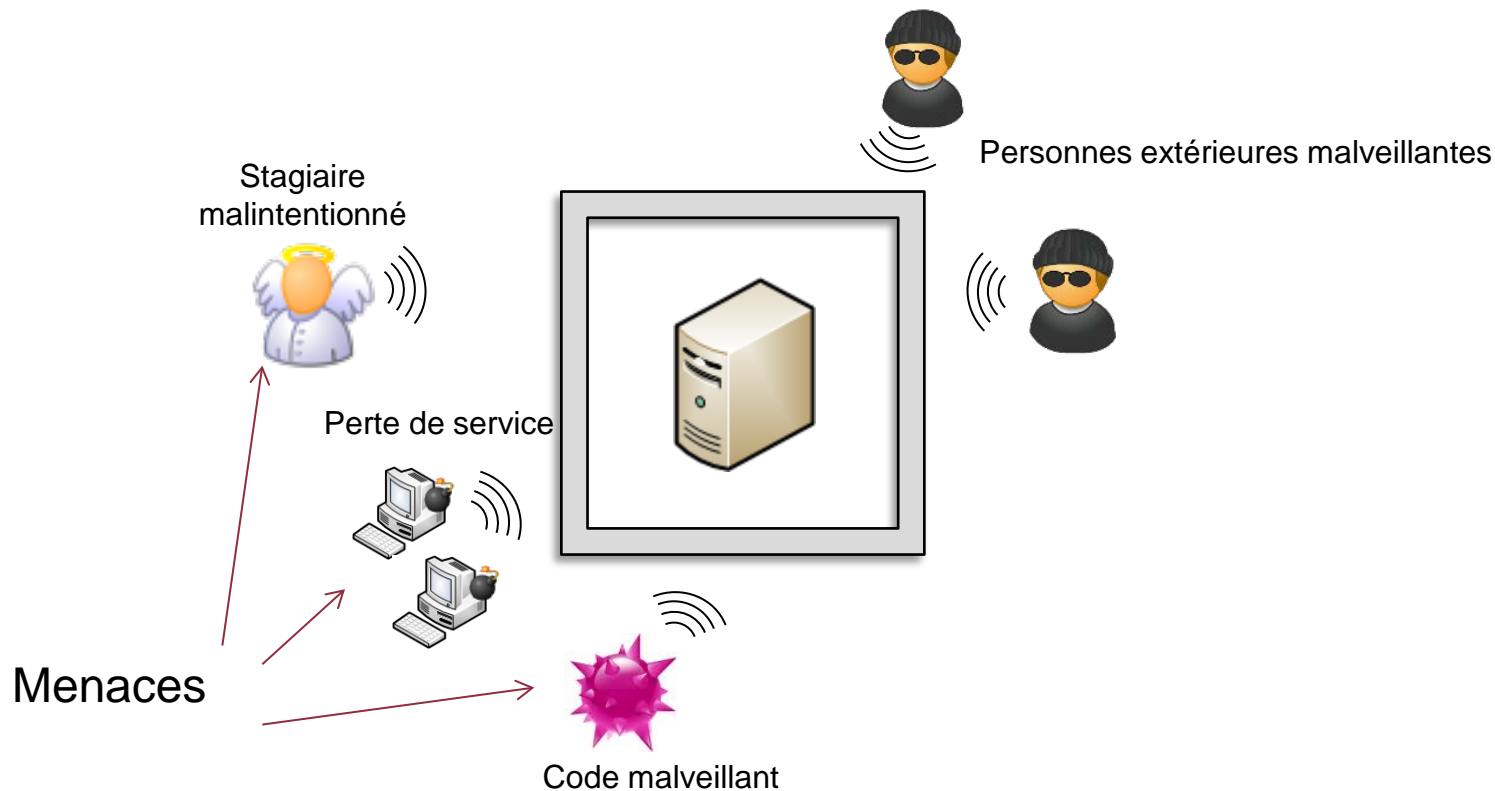 Personnes extérieures malveillantes
Stagiaire
malintentionné
Perte de service
Menaces
Code malveillant